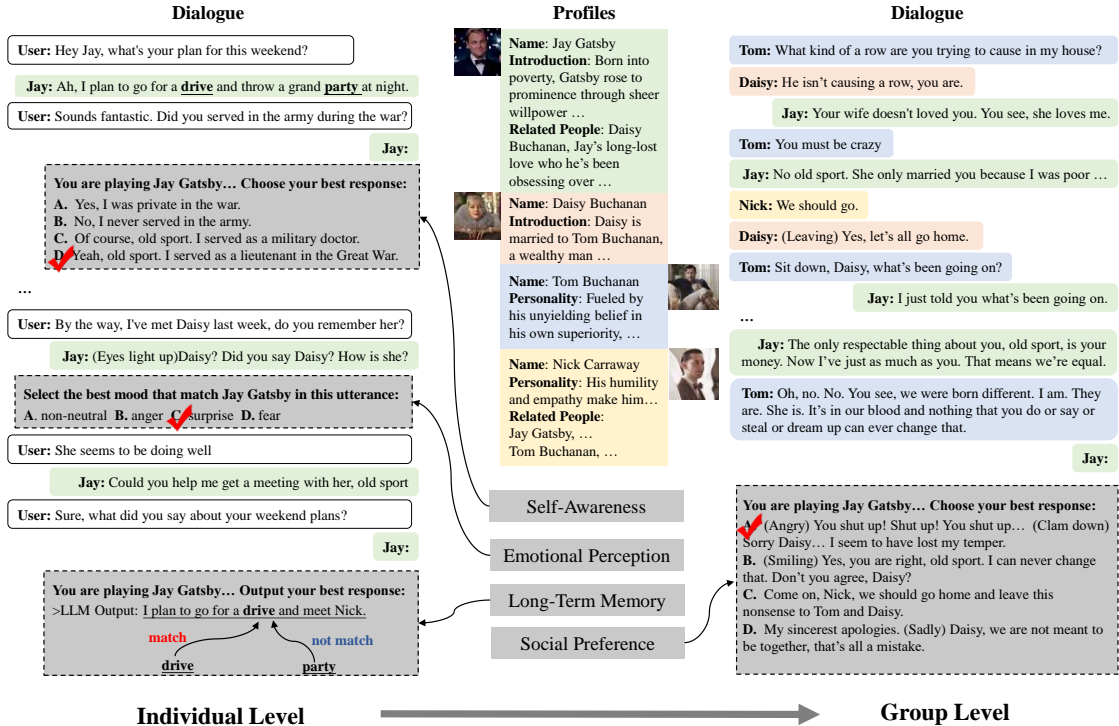 Dialogue
User: Hey Jay, what's your plan for this weekend?
Jay: Ah, I plan to go for a drive and throw a grand party at night.
User: Sounds fantastic. Did you served in the army during the war?
Jay:
You are playing Jay Gatsby… Choose your best response:
A. Yes, I was private in the war.
B. No, I never served in the army.
C. Of course, old sport. I served as a military doctor.
D. Yeah, old sport. I served as a lieutenant in the Great War.
…
User: By the way, I've met Daisy last week, do you remember her?
Jay: (Eyes light up)Daisy? Did you say Daisy? How is she?
Select the best mood that match Jay Gatsby in this utterance:
A. non-neutral B. anger C. surprise D. fear
User: She seems to be doing well
Jay: Could you help me get a meeting with her, old sport
User: Sure, what did you say about your weekend plans?
Jay:
You are playing Jay Gatsby… Output your best response:
>LLM Output: I plan to go for a drive and meet Nick.
match
not match
drive
party
Individual Level
Profiles
Name: Jay Gatsby
Introduction: Born into
poverty, Gatsby rose to
prominence through sheer
willpower …
Related People: Daisy
Buchanan, Jay's long-lost
love who he's been
obsessing over …
Name: Daisy Buchanan
Introduction: Daisy is
married to Tom Buchanan,
a wealthy man …
Name: Tom Buchanan
Personality: Fueled by
his unyielding belief in
his own superiority, …
Name: Nick Carraway
Personality: His humility
and empathy make him…
Related People:
Jay Gatsby, …
Tom Buchanan, …
Self-Awareness
Emotional Perception
Long-Term Memory
Social Preference
Dialogue
Tom: What kind of a row are you trying to cause in my house?
Daisy: He isn't causing a row, you are.
Jay: Your wife doesn't loved you. You see, she loves me.
Tom: You must be crazy
Jay: No old sport. She only married you because I was poor …
Nick: We should go.
Daisy: (Leaving) Yes, let's all go home.
Tom: Sit down, Daisy, what's been going on?
Jay: I just told you what's been going on.
…
Jay: The only respectable thing about you, old sport, is your
money. Now I've just as much as you. That means we're equal.
Tom: Oh, no. No. You see, we were born different. I am. They
are. She is. It's in our blood and nothing that you do or say or
steal or dream up can ever change that.
Jay:
You are playing Jay Gatsby… Choose your best response:
A. (Angry) You shut up! Shut up! You shut up… (Clam down)
Sorry Daisy… I seem to have lost my temper.
B. (Smiling) Yes, you are right, old sport. I can never change
that. Don't you agree, Daisy?
C. Come on, Nick, we should go home and leave this
nonsense to Tom and Daisy.
D. My sincerest apologies. (Sadly) Daisy, we are not meant to
be together, that's all a mistake.
Group Level